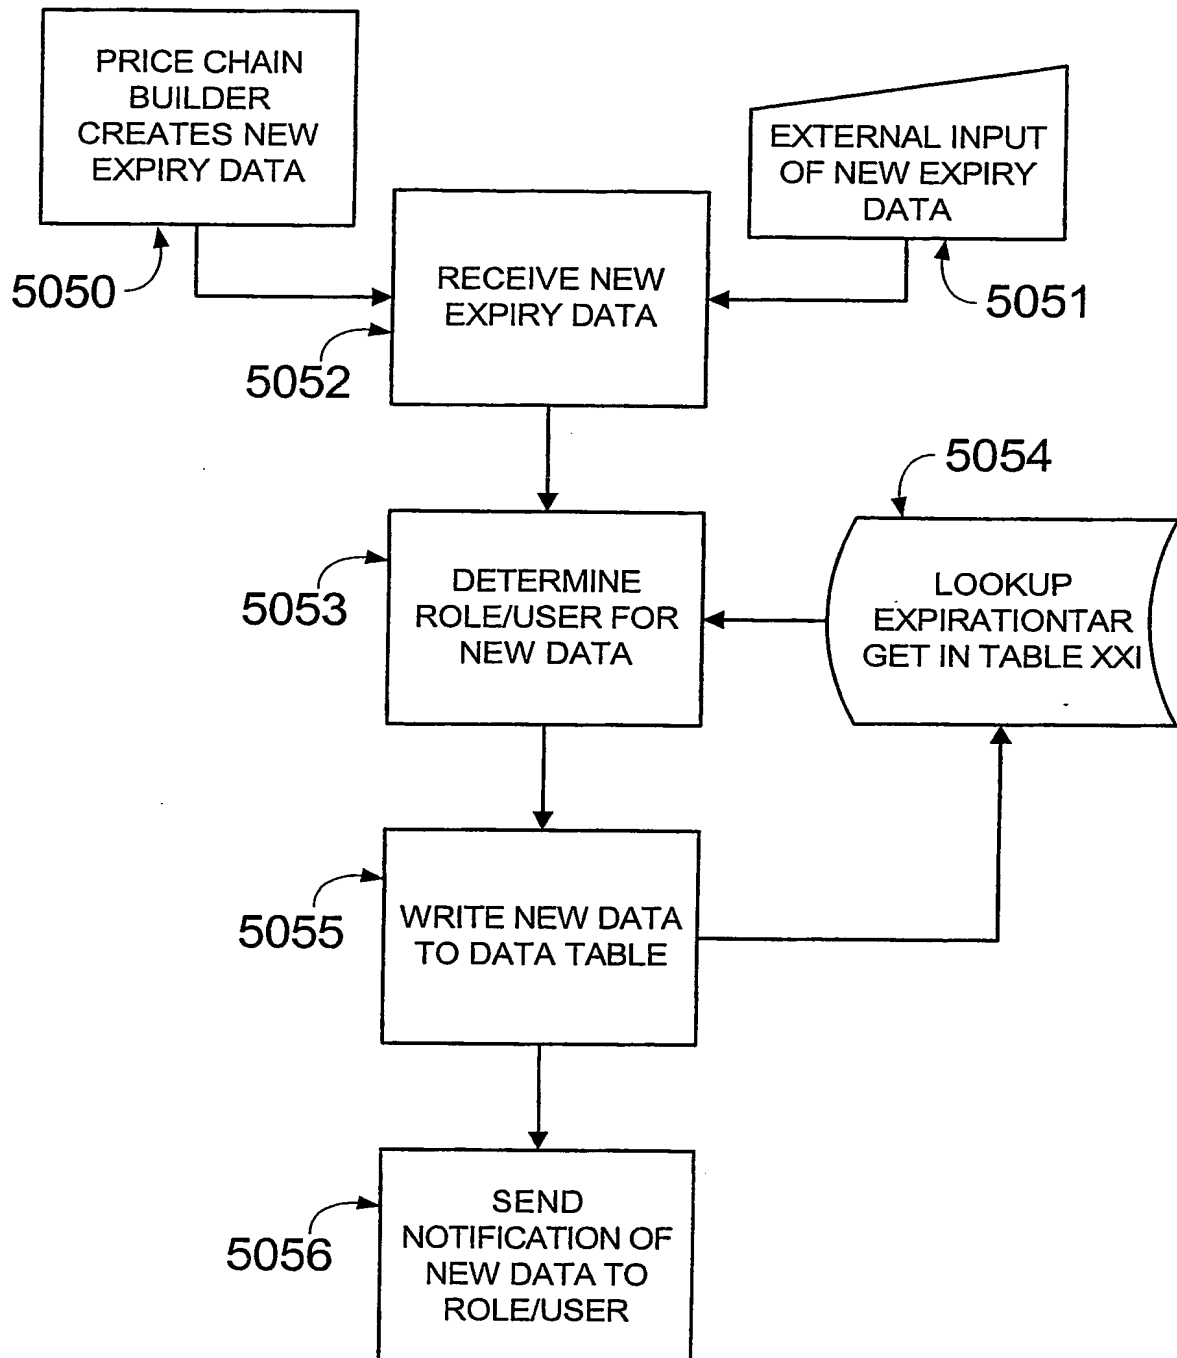 PRICE CHAIN
BUILDER
CREATES NEW
EXPIRY DATA
5050
EXTERNAL INPUT
OF NEW EXPIRY
DATA
5051
RECEIVE NEW
EXPIRY DATA
5052
DETERMINE
ROLE/USER FOR
NEW DATA
5053
5054
LOOKUP
EXPIRATIONTAR
GET IN TABLE XXI
WRITE NEW DATA
TO DATA TABLE
5055
SEND
NOTIFICATION OF
NEW DATA TO
ROLE/USER
5056